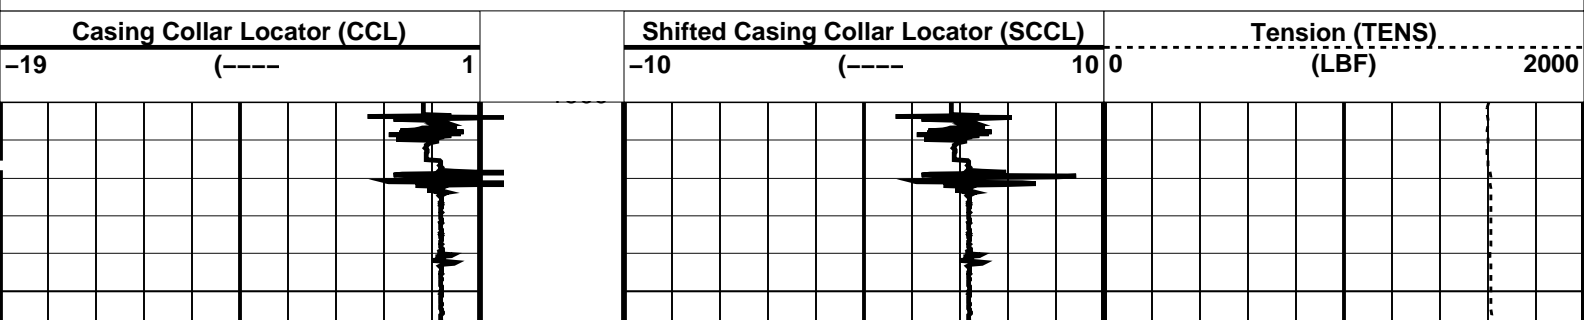 Casing Collar Locator (CCL)
−19 (−−−− 1
Shifted Casing Collar Locator (SCCL)
−10 (−−−− 10
Tension (TENS)
0 (LBF) 2000